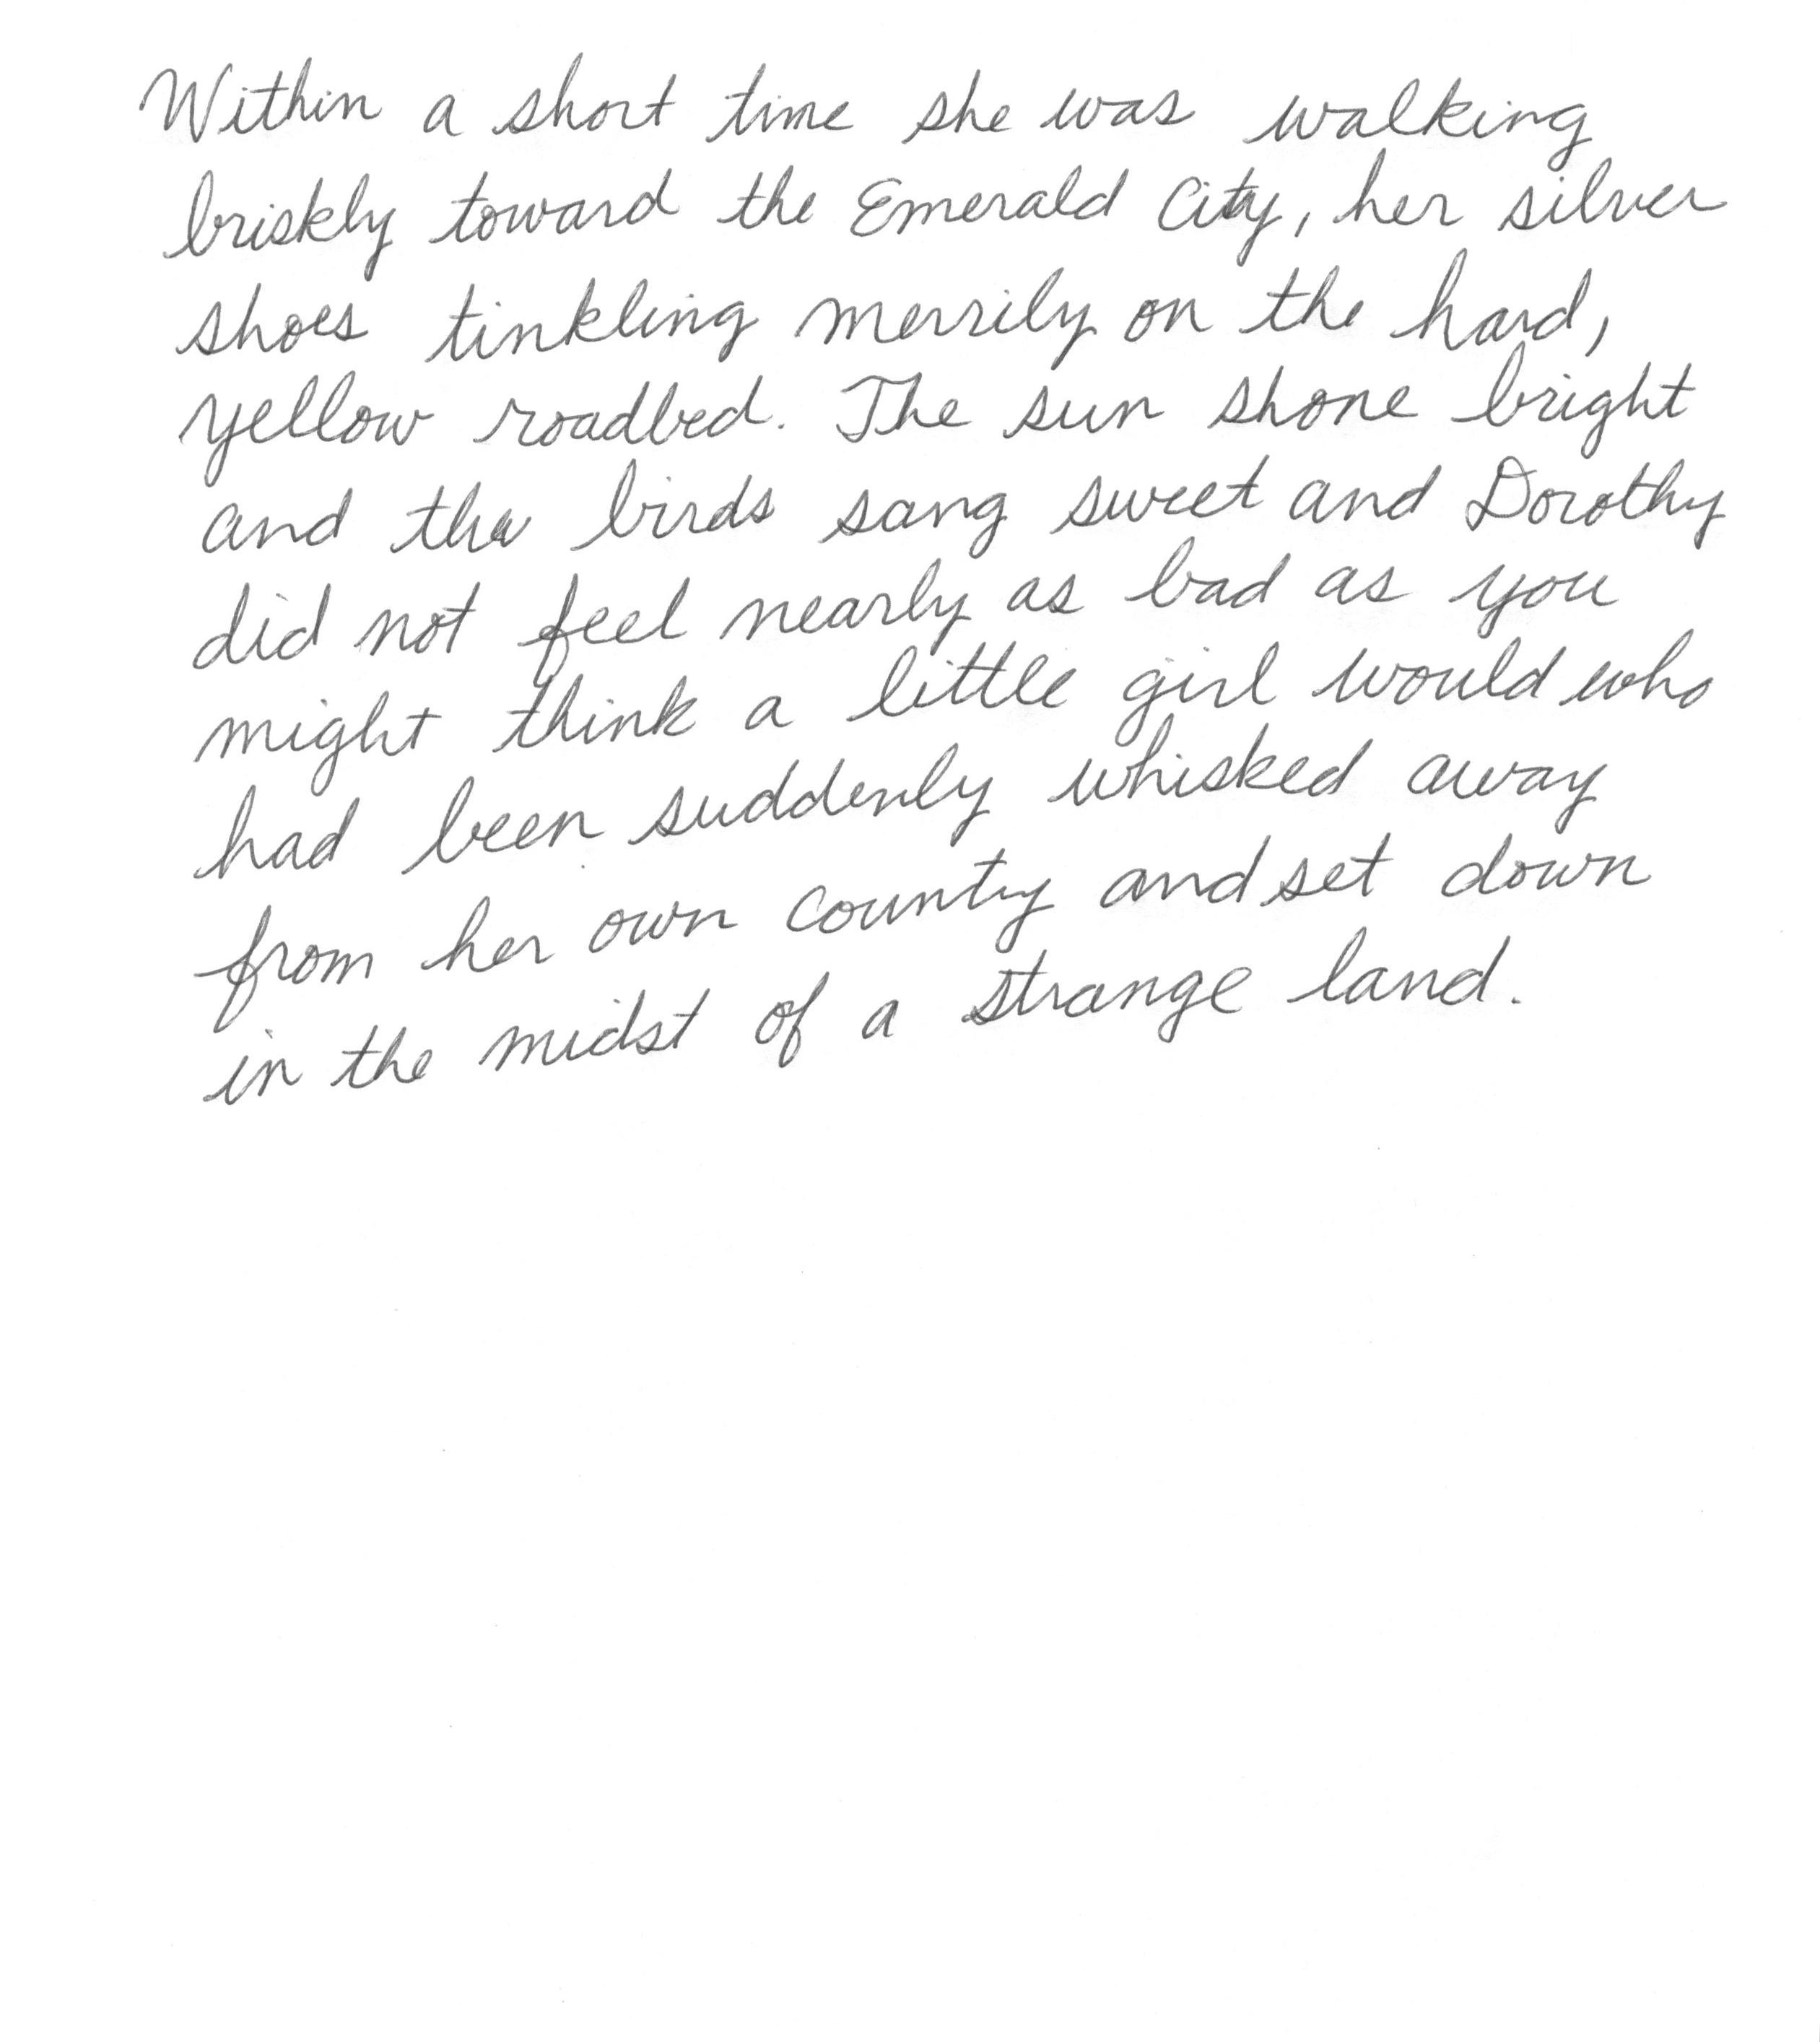 Within a short time she was walking
briskly toward the Emerald City, her silver
shoes tinkling merrily on the hard,
yellow roadbed. The sun shone bright
and the birds sang sweet and Dorothy
did not feel nearly as bad as you
might think a little girl would who
had been suddenly whisked away
from her own county and set down
in the midst of a strange land.